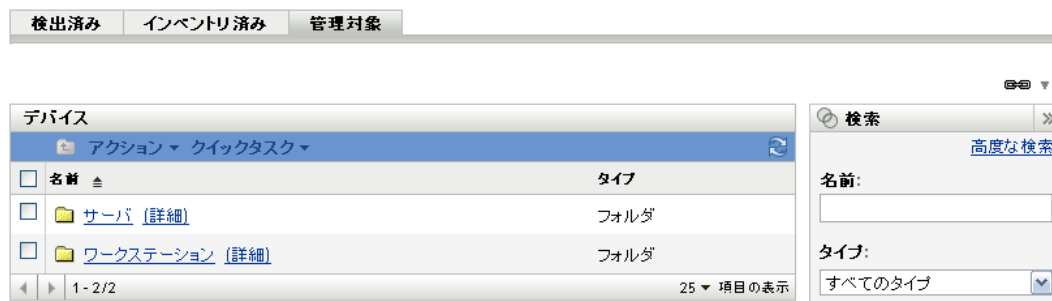 検出済み インベントリ済み 管理対象
デバイス
アクション クイックタスク
名前 タイプ
サーバ (詳細) フォルダ
ワークステーション (詳細) フォルダ
1 - 2/2 25 項目の表示
検索
高度な検索
名前:
タイプ:
すべてのタイプ